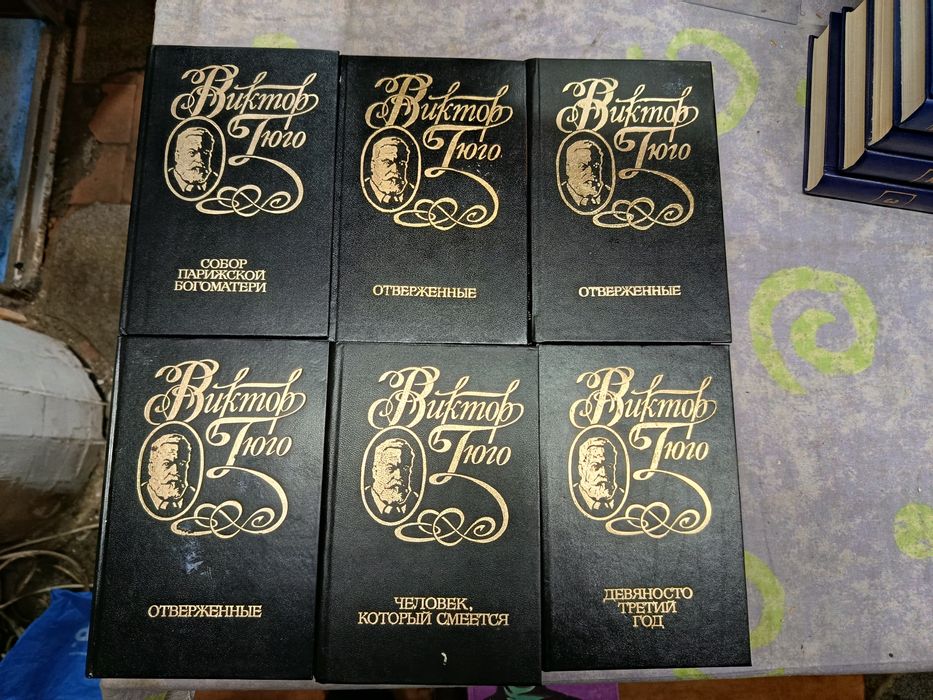 Виктор
Гюго
СОБОР
ПАРИЖСКОЙ
БОГОМАТЕРИ
Виктор
Гюго
ОТВЕРЖЕННЫЕ
Виктор
Гюго
ОТВЕРЖЕННЫЕ
Виктор
Гюго
ОТВЕРЖЕННЫЕ
Виктор
Гюго
ЧЕЛОВЕК,
КОТОРЫЙ СМЕЕТСЯ
Виктор
Гюго
ДЕВЯНОСТО
ТРЕТИЙ
ГОД